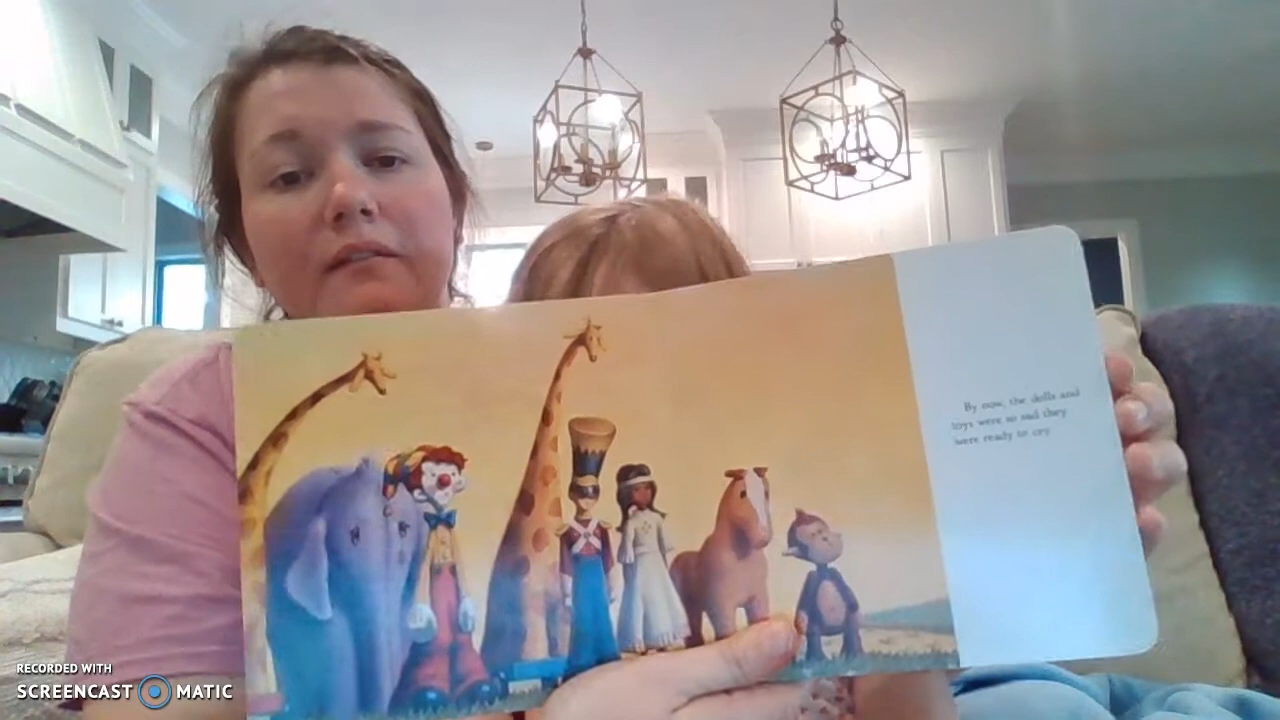 By now, the dolls and
toys were so sad they
were ready to cry.
RECORDED WITH
SCREENCAST MATIC